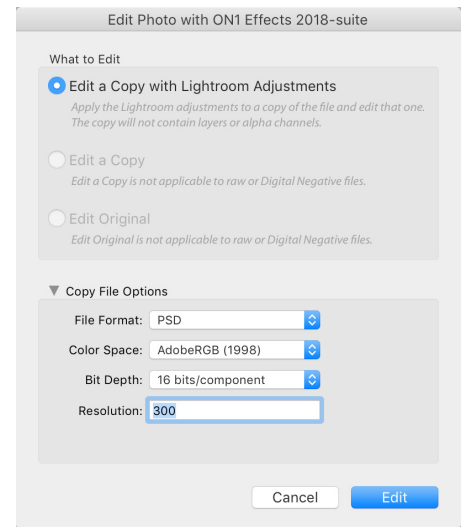 Edit Photo with ON1 Effects 2018-suite
What to Edit
Edit a Copy with Lightroom Adjustments
Apply the Lightroom adjustments to a copy of the file and edit that one.
The copy will not contain layers or alpha channels.
Edit a Copy
Edit a Copy is not applicable to raw or Digital Negative files.
Edit Original
Edit Original is not applicable to raw or Digital Negative files.
Copy File Options
File Format: PSD
Color Space: AdobeRGB (1998)
Bit Depth: 16 bits/component
Resolution: 300
Cancel Edit